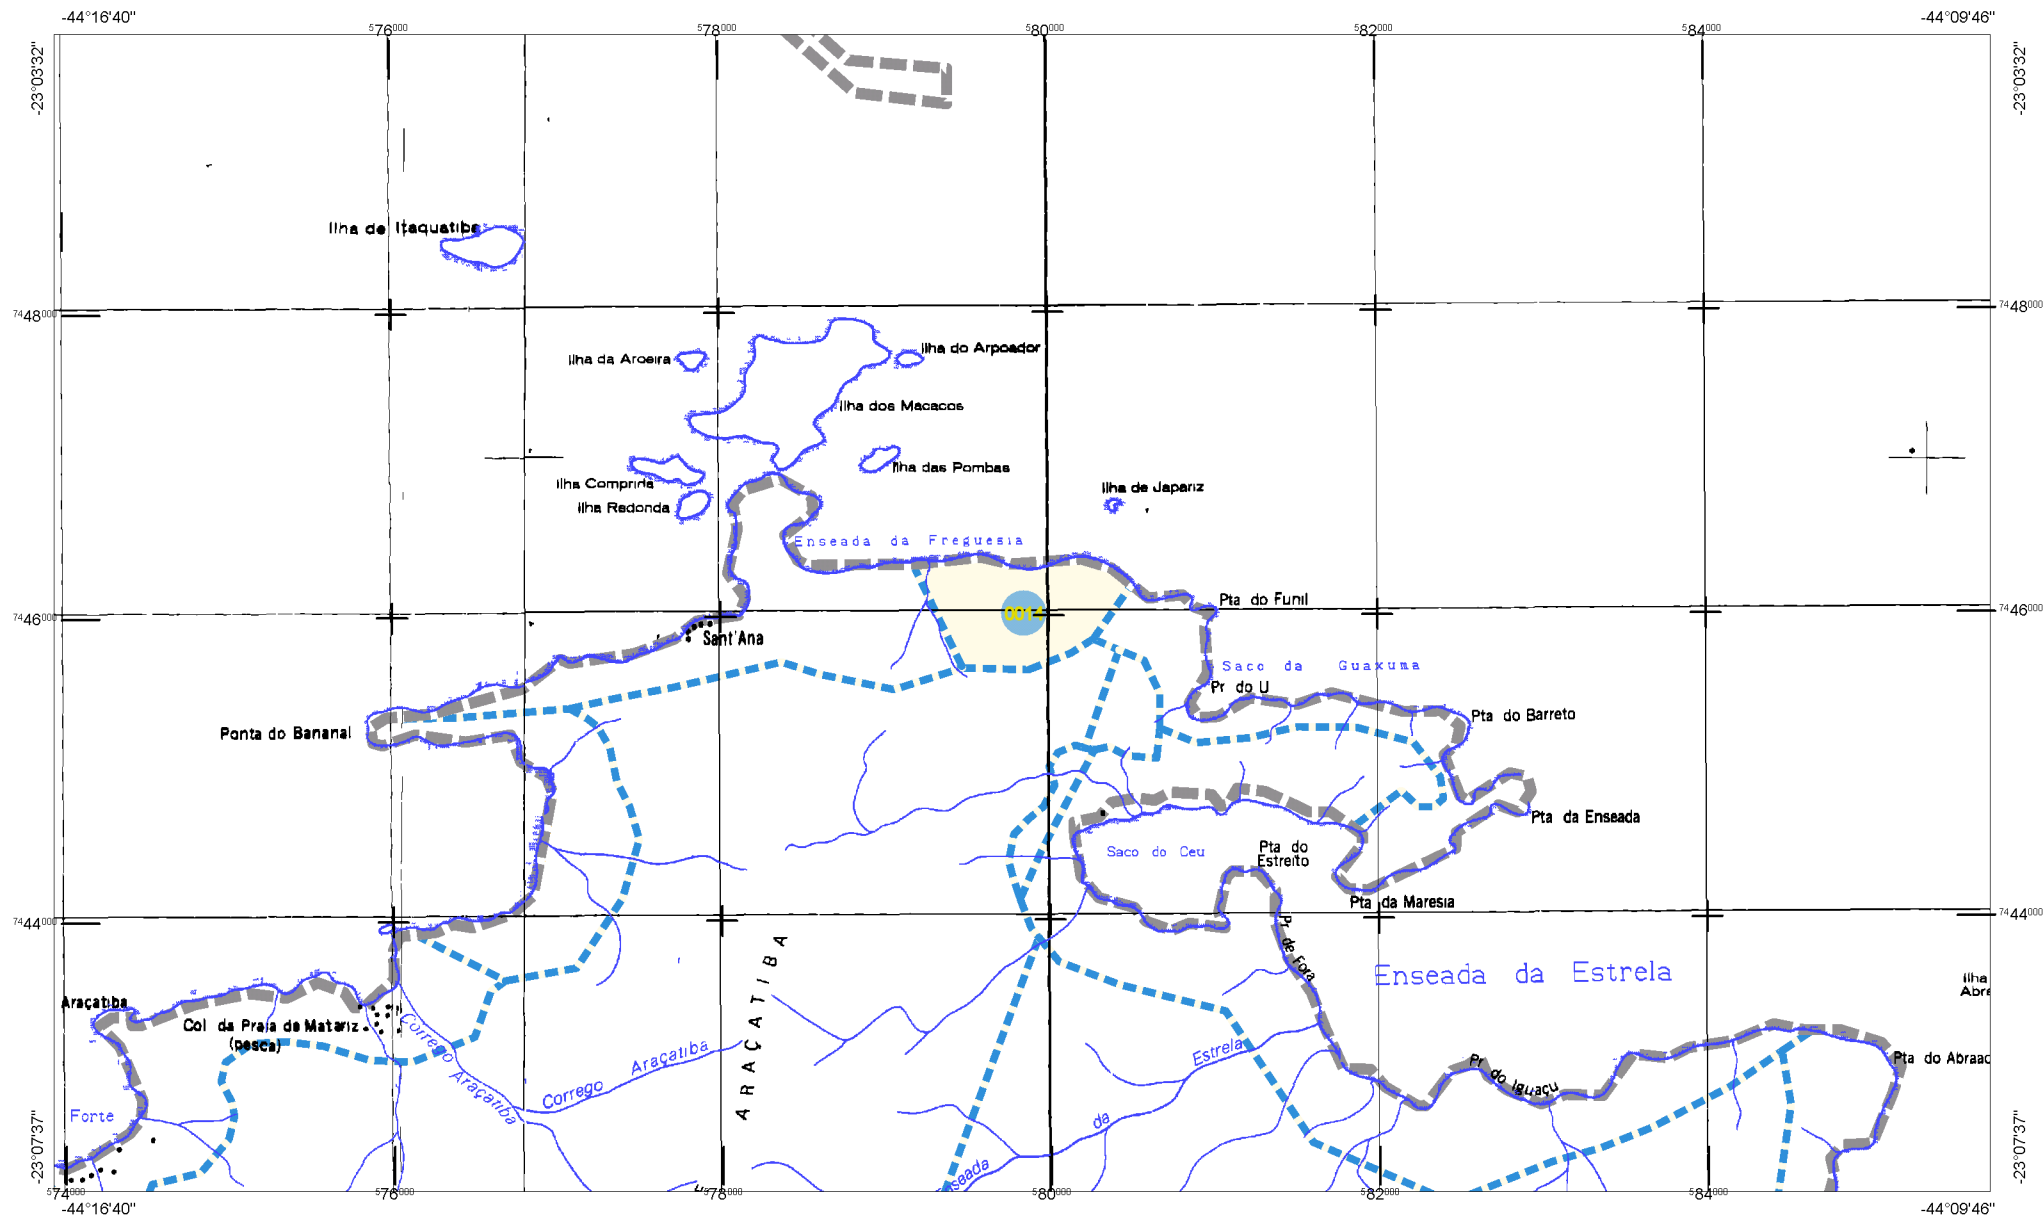 -44°16'40"
-44°09'46"
576000
578000
580000
582000
584000
-23°03'32"
-23°03'32"
Ilha de Itaquatiba
7448000
7448000
Ilha da Aroeira
Ilha do Arpoador
Ilha dos Macacos
Ilha das Pombas
Ilha Comprida
Ilha Redonda
Ilha de Japariz
Enseada da Freguesia
Pta do Funil
0014
7446000
7446000
Sant'Ana
Saco da Guaxuma
Pr do U
Pta do Barreto
Ponta do Bananal
Pta da Enseada
Saco do Ceu
Pta do
Estreito
Pta da Maresia
7444000
7444000
Pr de Fora
ARAÇATIBA
Enseada da Estrela
Ilha
Abra
Araçatiba
Col da Praia de Matariz
(pesca)
Corrego Araçatiba
Corrego Araçatiba
Estrela
da
nseada
Pr do Iguaçu
Pta do Abraao
Forte
-23°07'37"
-23°07'37"
574000
576000
578000
580000
582000
584000
-44°16'40"
-44°09'46"